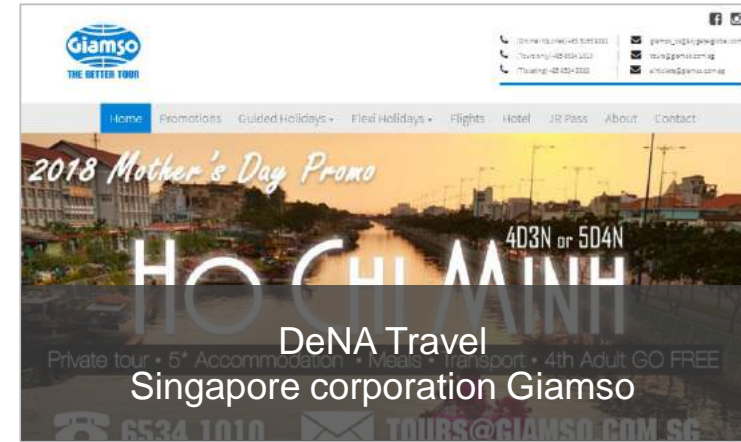 Giamso
THE BETTER TOUR
Home Promotions Guided Holidays Flexi Holidays Flights Hotel JR Pass About Contact
2018 Mother's Day Promo
4D3N or 5D4N
HO CHI MINH
DeNA Travel
Private tour • 5* Accommodation • Meals • Transport • 4th Adult GO FREE
Singapore corporation Giamso
6534 1010 TOURS@GIAMSO.COM.SG